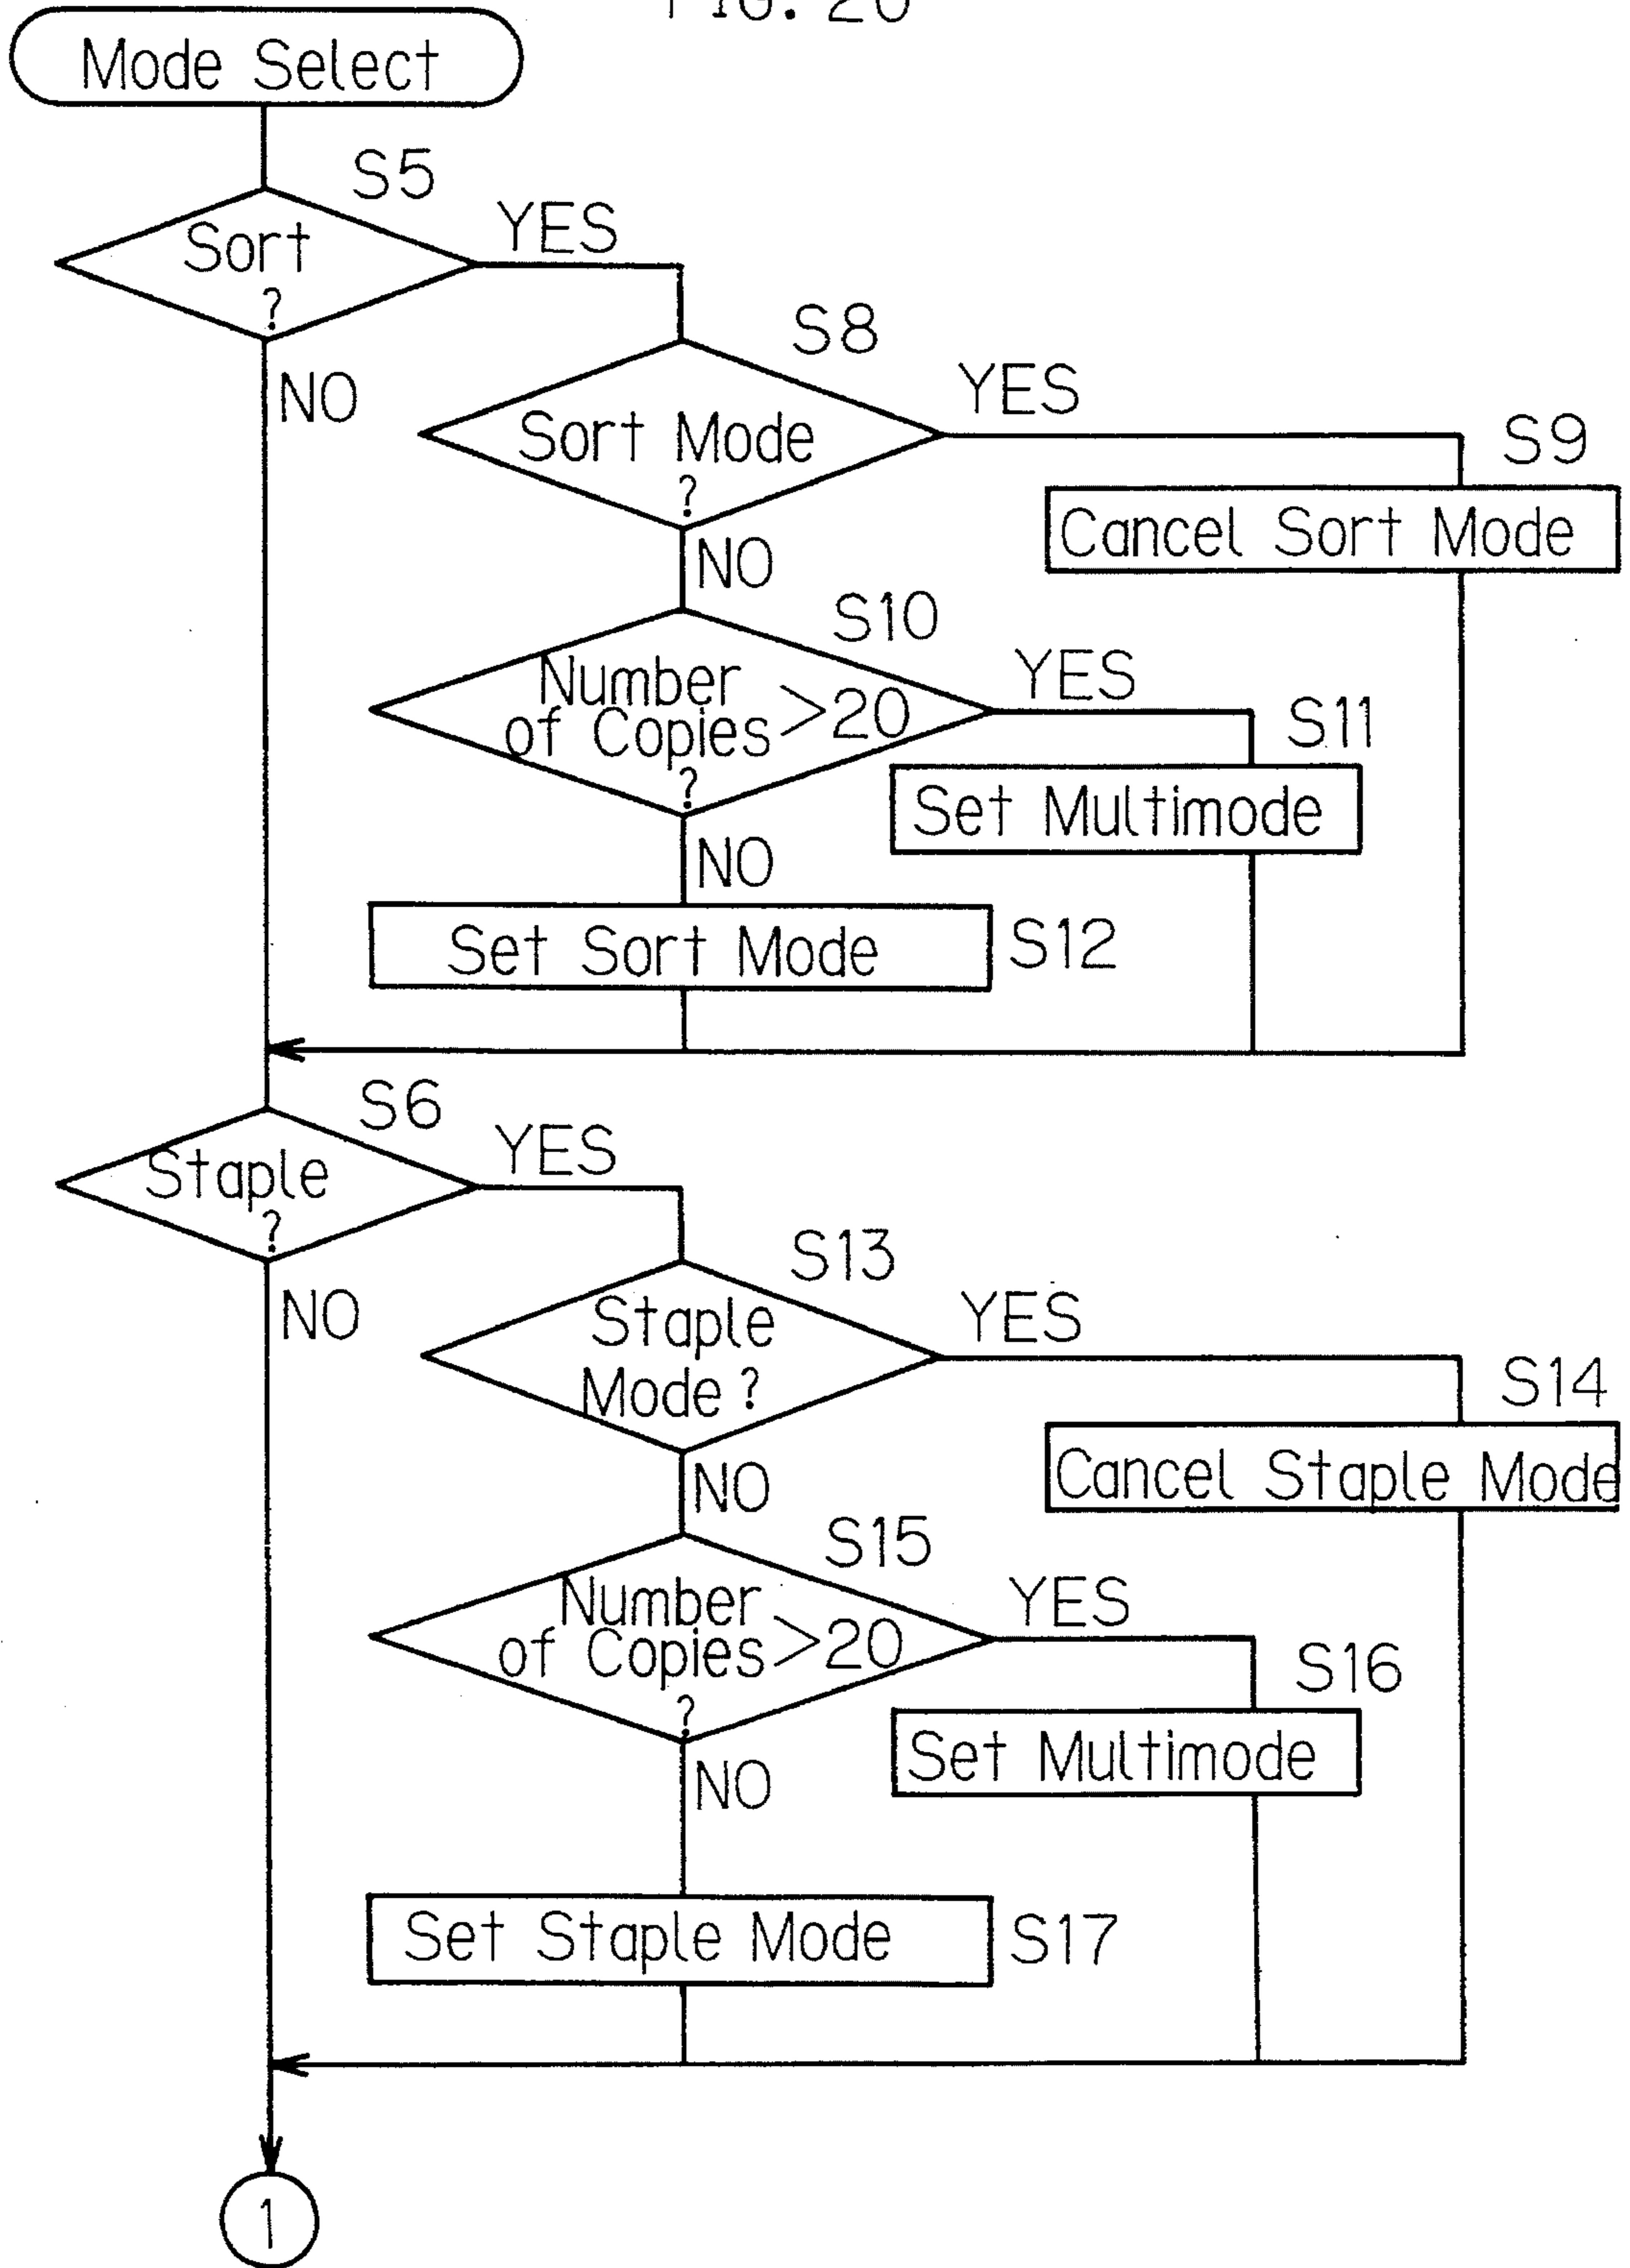 FIG. 20
Mode Select
S5
Sort
?
YES
NO
S8
Sort Mode
?
YES
NO
S9
Cancel Sort Mode
S10
Number
of Copies >20
?
YES
NO
S11
Set Multimode
Set Sort Mode
S12
S6
Staple
?
YES
NO
S13
Staple
Mode ?
YES
NO
S14
Cancel Staple Mode
S15
Number
of Copies >20
?
YES
NO
S16
Set Multimode
Set Staple Mode
S17
1